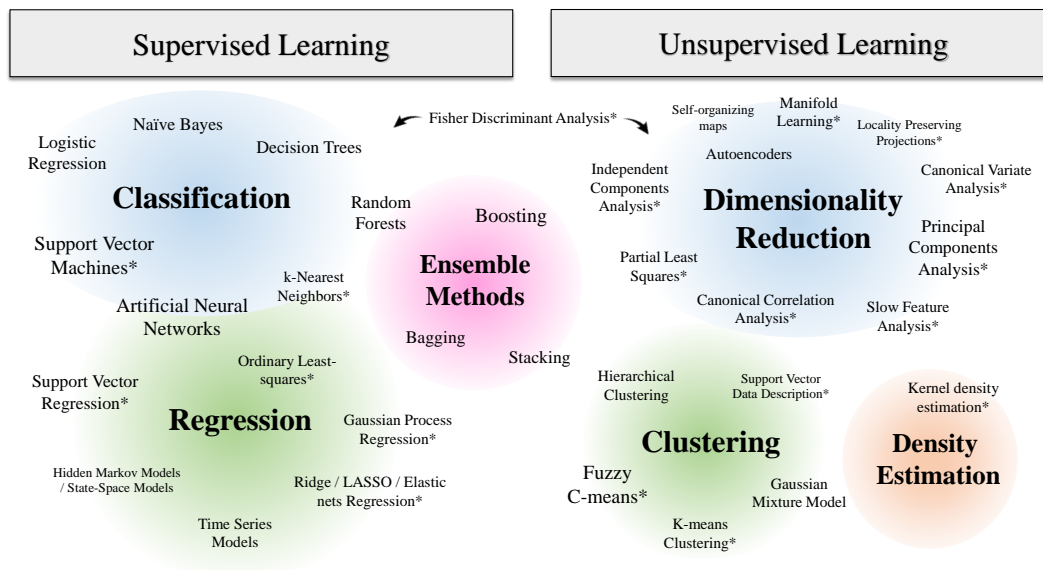 Supervised Learning
Unsupervised Learning
Naïve Bayes
Logistic
Regression
Decision Trees
Classification
Random
Forests
Support Vector
Machines*
k-Nearest
Neighbors*
Artificial Neural
Networks
Fisher Discriminant Analysis*
Boosting
Ensemble
Methods
Bagging
Stacking
Ordinary Least-
squares*
Support Vector
Regression*
Regression
Gaussian Process
Regression*
Hidden Markov Models
/ State-Space Models
Ridge / LASSO / Elastic
nets Regression*
Time Series
Models
Self-organizing
maps
Manifold
Learning*
Locality Preserving
Projections*
Autoencoders
Independent
Components
Analysis*
Canonical Variate
Analysis*
Dimensionality
Reduction
Principal
Components
Analysis*
Partial Least
Squares*
Canonical Correlation
Analysis*
Slow Feature
Analysis*
Hierarchical
Clustering
Support Vector
Data Description*
Clustering
Fuzzy
C-means*
Gaussian
Mixture Model
K-means
Clustering*
Kernel density
estimation*
Density
Estimation